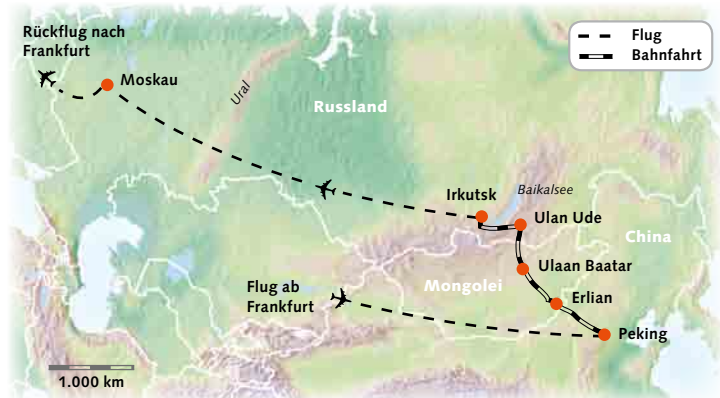 Rückflug nach
Frankfurt
Moskau
Ural
Russland
Flug
Bahnfahrt
Irkutsk
Baikalsee
Ulan Ude
China
Ulaan Baatar
Mongolei
Flug ab
Frankfurt
Erlian
Peking
1.000 km